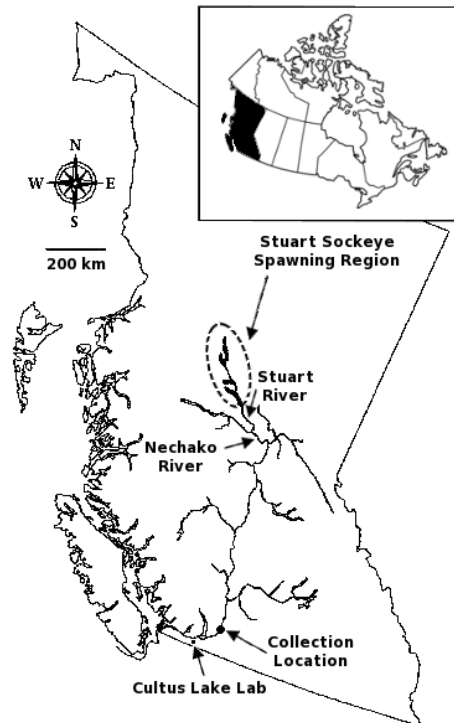 N
W E
S
200 km
Stuart Sockeye
Spawning Region
Stuart
River
Nechako
River
Collection
Location
Cultus Lake Lab